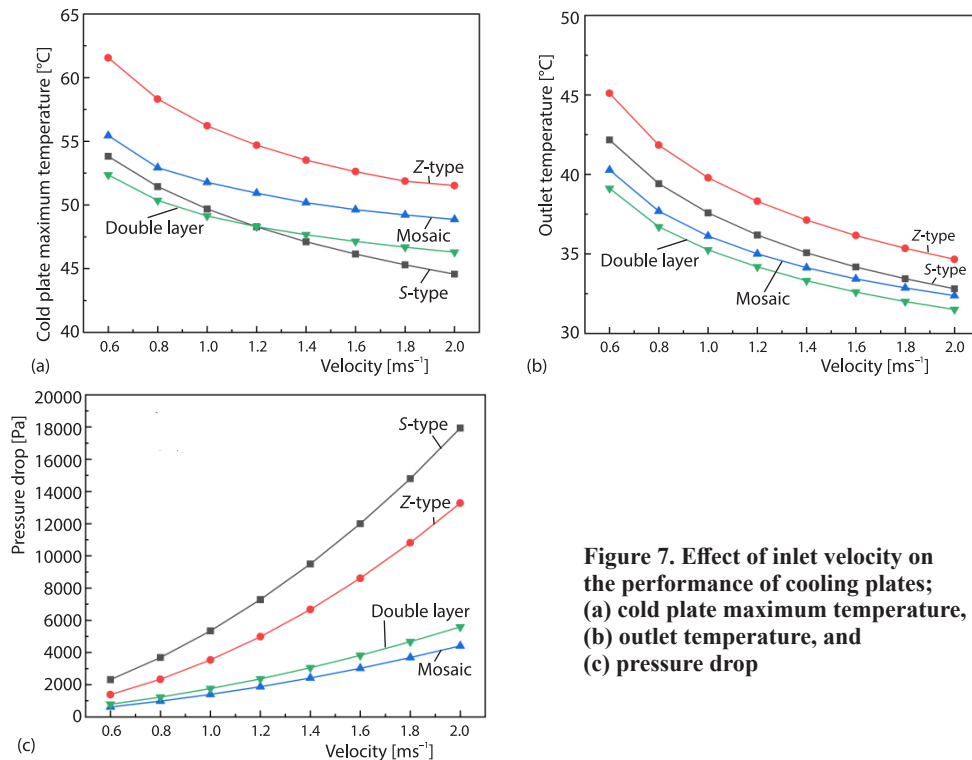 Cold plate maximum temperature [°C]
65
60
55
50
45
40
Z-type
Double layer
Mosaic
S-type
0.6 0.8 1.0 1.2 1.4 1.6 1.8 2.0
(a)
Velocity [ms⁻¹]
Outlet temperature [°C]
50
45
40
35
30
Z-type
S-type
Double layer
Mosaic
0.6 0.8 1.0 1.2 1.4 1.6 1.8 2.0
(b)
Velocity [ms⁻¹]
Pressure drop [Pa]
20000
18000
16000
14000
12000
10000
8000
6000
4000
2000
0
S-type
Z-type
Double layer
Mosaic
0.6 0.8 1.0 1.2 1.4 1.6 1.8 2.0
(c)
Velocity [ms⁻¹]
Figure 7. Effect of inlet velocity on
the performance of cooling plates;
(a) cold plate maximum temperature,
(b) outlet temperature, and
(c) pressure drop